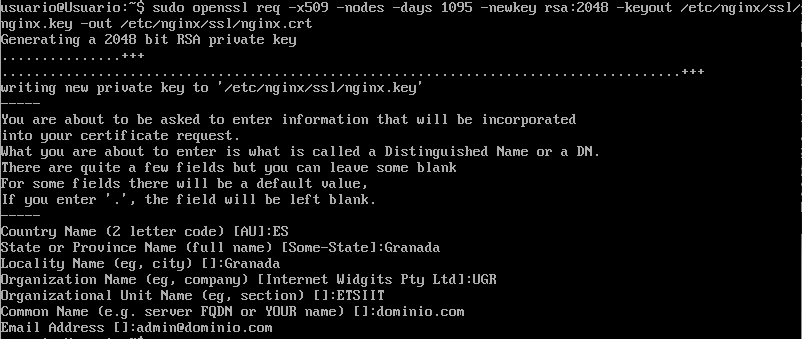 usuario@Usuario:~$ sudo openssl req -x509 -nodes -days 1095 -newkey rsa:2048 -keyout /etc/nginx/ssl/
nginx.key -out /etc/nginx/ssl/nginx.crt
Generating a 2048 bit RSA private key
...............+++
.....................................................................................+++
writing new private key to '/etc/nginx/ssl/nginx.key'
-----
You are about to be asked to enter information that will be incorporated
into your certificate request.
What you are about to enter is what is called a Distinguished Name or a DN.
There are quite a few fields but you can leave some blank
For some fields there will be a default value,
If you enter '.', the field will be left blank.
-----
Country Name (2 letter code) [AU]:ES
State or Province Name (full name) [Some-State]:Granada
Locality Name (eg, city) []:Granada
Organization Name (eg, company) [Internet Widgits Pty Ltd]:UGR
Organizational Unit Name (eg, section) []:ETSIIT
Common Name (e.g. server FQDN or YOUR name) []:dominio.com
Email Address []:admin@dominio.com